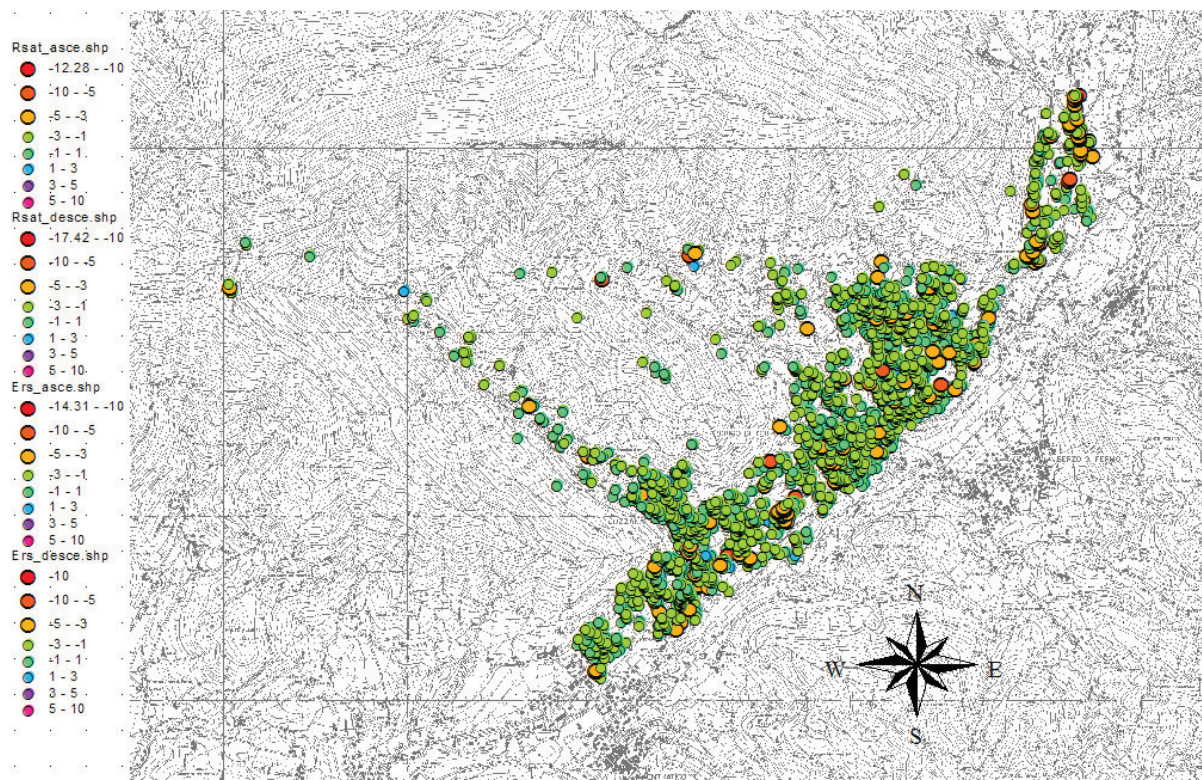 Rsat_asce.shp
-12.28 - -10
-10 - -5
-5 - -3
-3 - -1
-1 - 1
1 - 3
3 - 5
5 - 10
Rsat_desce.shp
-17.42 - -10
-10 - -5
-5 - -3
-3 - -1
-1 - 1
1 - 3
3 - 5
5 - 10
Ers_asce.shp
-14.31 - -10
-10 - -5
-5 - -3
-3 - -1
-1 - 1
1 - 3
3 - 5
5 - 10
Ers_desce.shp
-10
-10 - -5
-5 - -3
-3 - -1
-1 - 1
1 - 3
3 - 5
5 - 10
BERZO S. FERMO
N
W
E
S